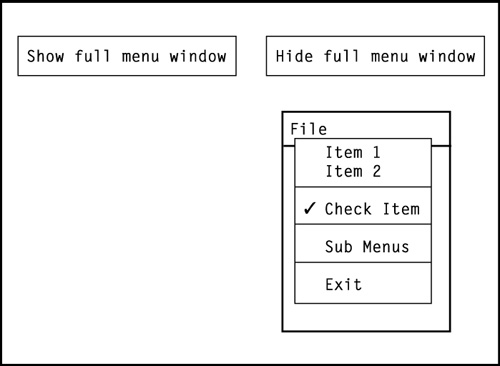 Show full menu window
Hide full menu window
File
Item 1
Item 2
✓ Check Item
Sub Menus
Exit